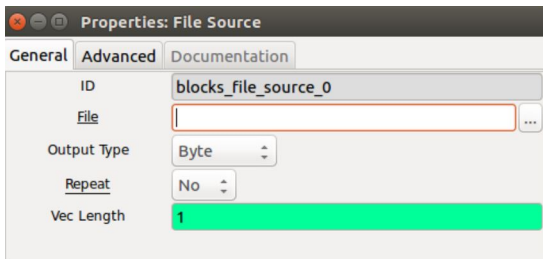 Properties: File Source
General Advanced Documentation
ID blocks_file_source_0
File ...
Output Type Byte
Repeat No
Vec Length 1